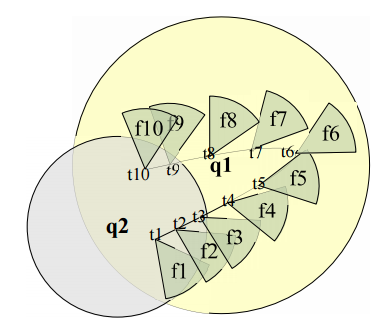 f10 f9 f8 f7 f6
t10 t9 t8 t7 t6
q1
t5 f5
q2 t1 t2 t3 t4 f4
f1 f2 f3